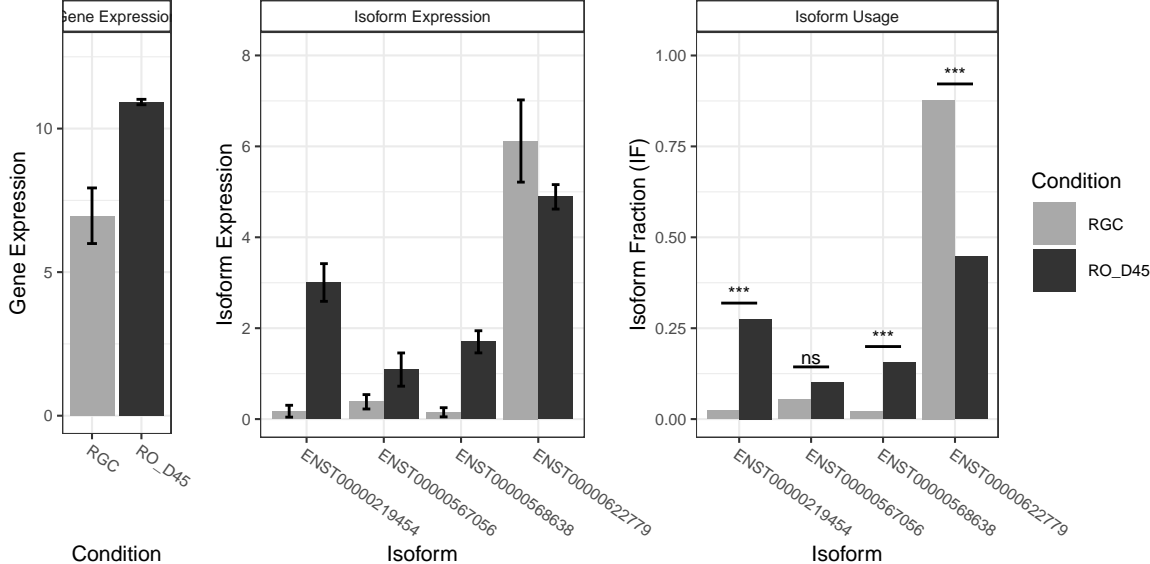 Gene Expression
Isoform Expression
Isoform Usage
Gene Expression
10
5
0
RGC
RO_D45
Condition
Isoform Expression
8
6
4
2
0
ENST00000219454
ENST00000567056
ENST00000568638
ENST00000622779
Isoform
Isoform Fraction (IF)
1.00
0.75
0.50
0.25
0.00
***
ns
***
***
ENST00000219454
ENST00000567056
ENST00000568638
ENST00000622779
Isoform
Condition
RGC
RO_D45